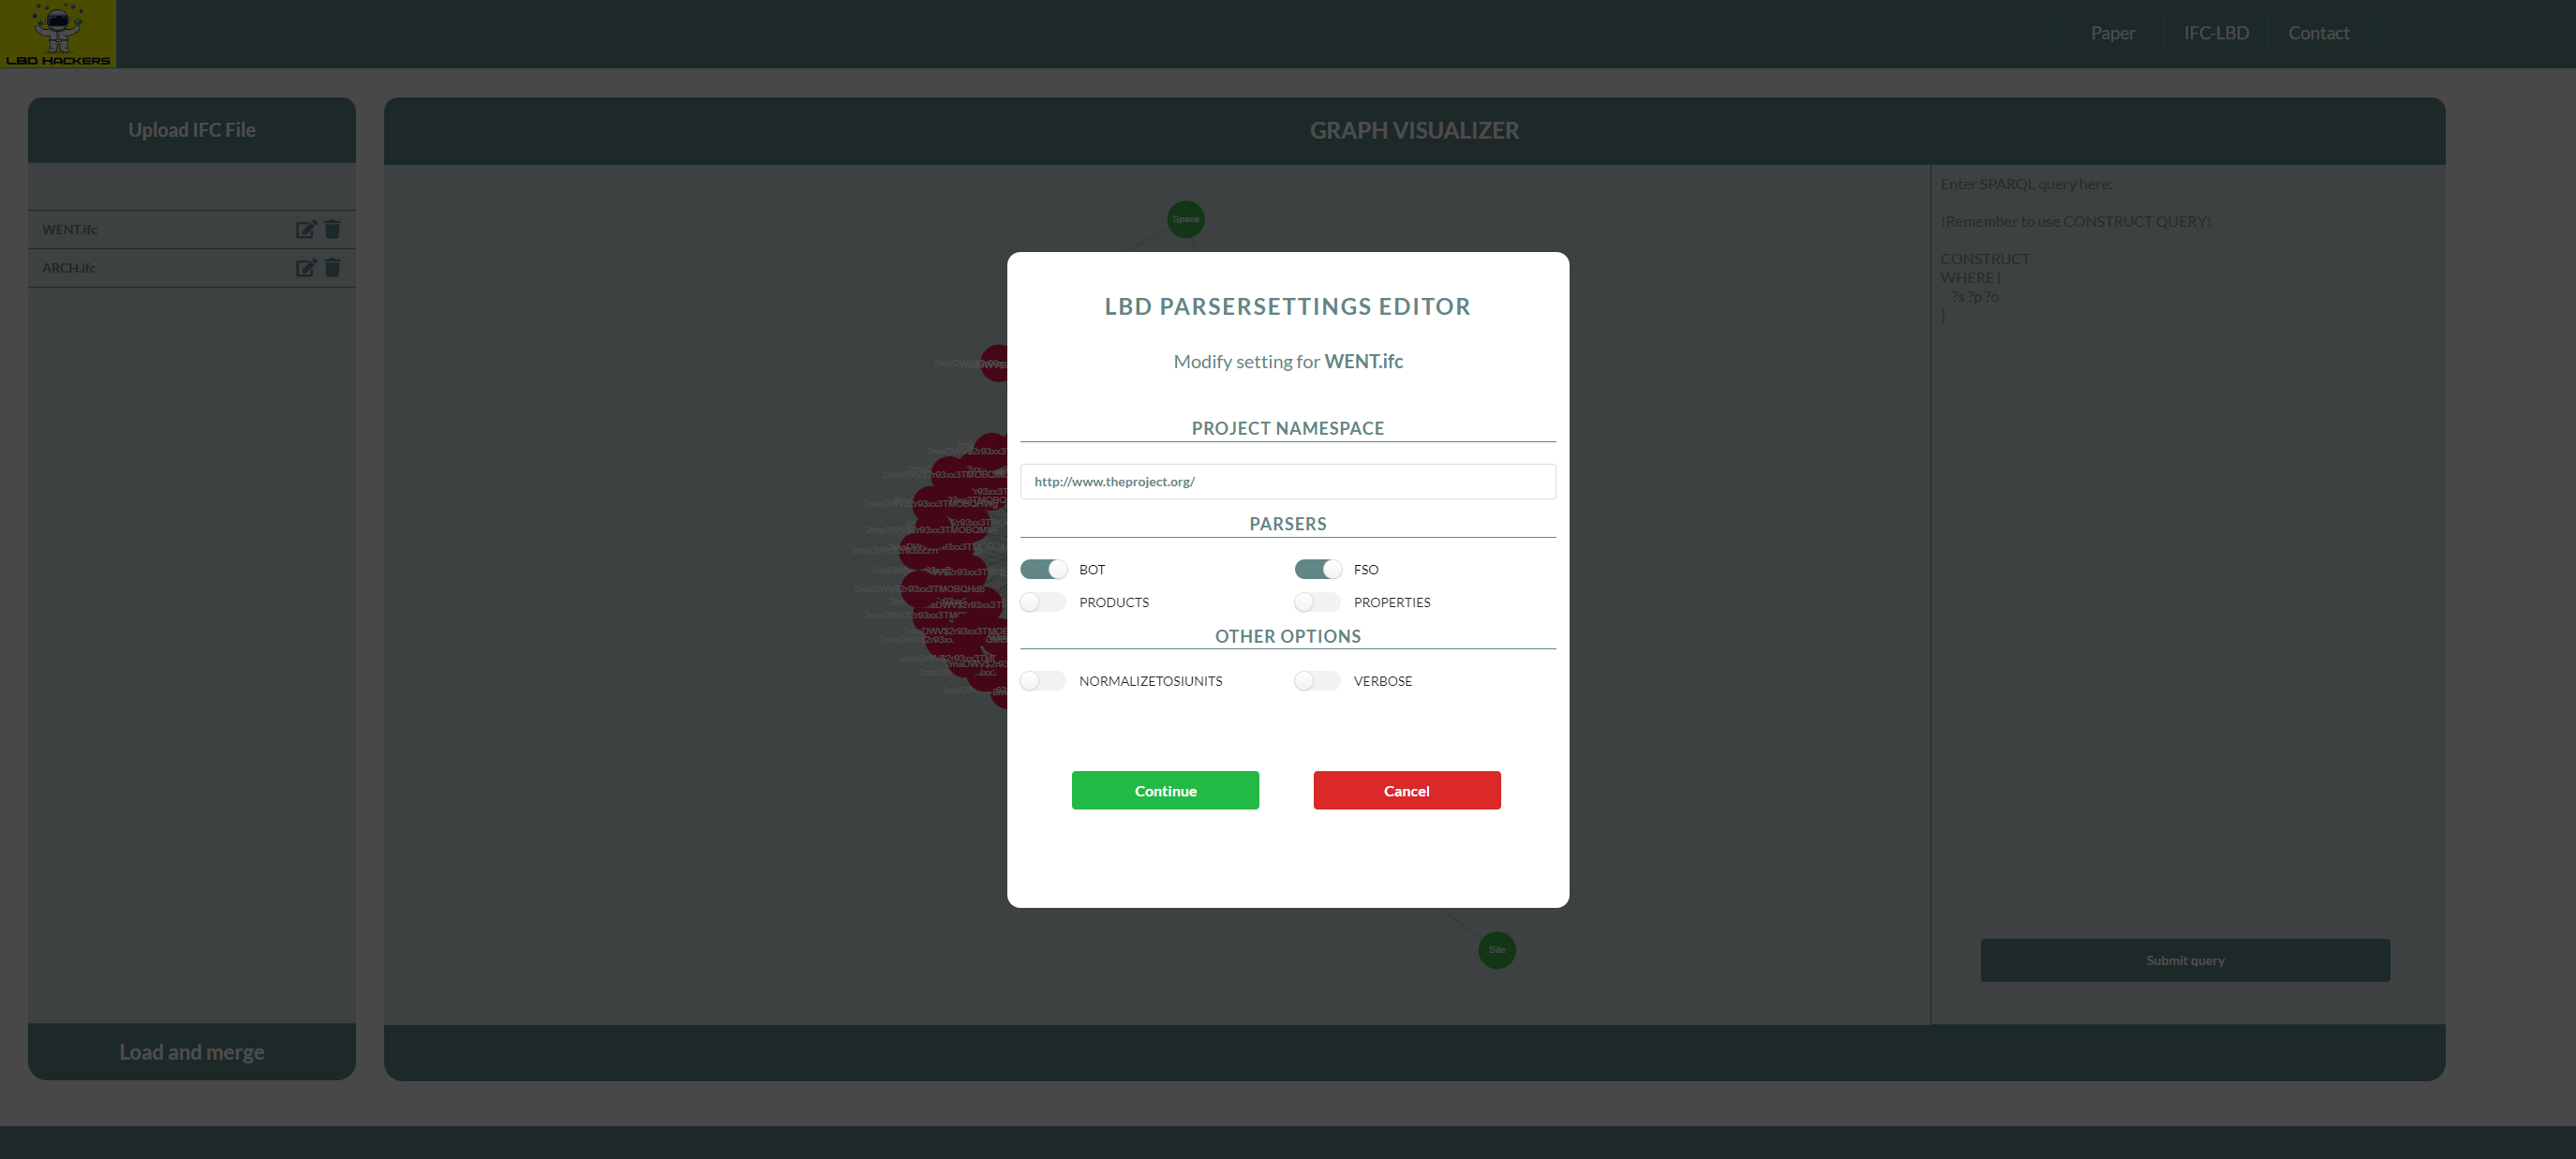 LBD HACKERS
Paper
IFC-LBD
Contact
Upload IFC File
WENT.ifc
ARCH.ifc
Load and merge
GRAPH VISUALIZER
Space
Site
LBD PARSERSETTINGS EDITOR
Modify setting for WENT.ifc
PROJECT NAMESPACE
http://www.theproject.org/
PARSERS
BOT
FSO
PRODUCTS
PROPERTIES
OTHER OPTIONS
NORMALIZETOSIUNITS
VERBOSE
Continue
Cancel
Enter SPARQL query here:
!Remember to use CONSTRUCT QUERY!
CONSTRUCT
WHERE {
?s ?p ?o
}
Submit query